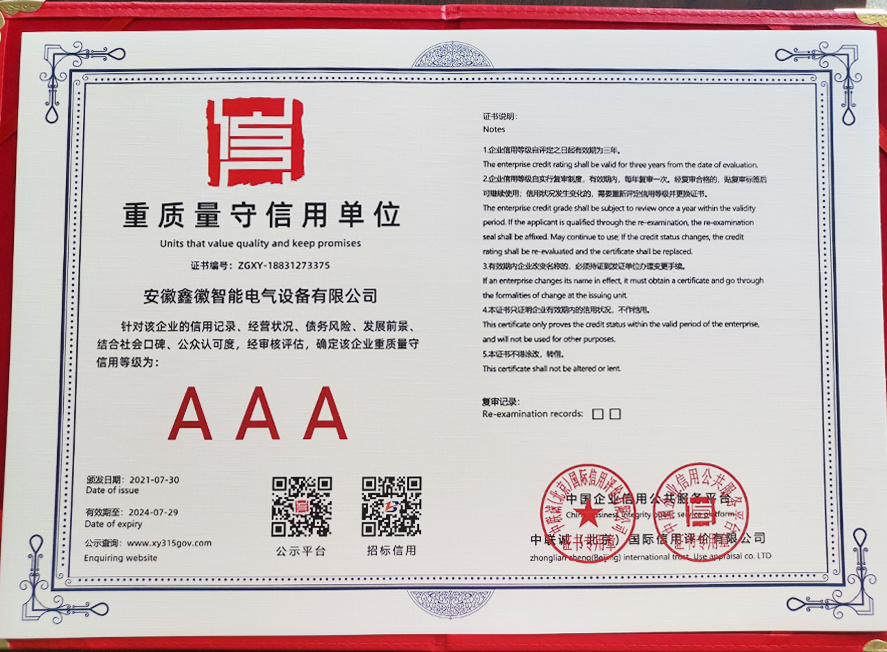 重质量守信用单位
Units that value quality and keep promises
证书编号：ZGXY-18831273375
安徽鑫徽智能电气设备有限公司
针对该企业的信用记录、经营状况、债务风险、发展前景、
结合社会口碑、公众认可度，经审核评估，确定该企业重质量守
信用等级为：
AAA
颁发日期：2021-07-30
Date of issue
有效期至：2024-07-29
Date of expiry
公示查询：www.xy315gov.com
Enquiring website
公示平台
招标信用
证书说明：
Notes
1.企业信用等级自评定之日起有效期为三年。
The enterprise credit rating shall be valid for three years from the date of evaluation.
2.企业信用等级自实行复审制度，有效期内，每年复审一次。经复审合格的，贴复审标签后
可继续使用；信用状况发生变化的，需要重新评定信用等级并更换证书。
The enterprise credit grade shall be subject to review once a year within the validity
period. If the applicant is qualified through the re-examination, the re-examination
seal shall be affixed. May continue to use; If the credit status changes, the credit
rating shall be re-evaluated and the certificate shall be replaced.
3.有效期内企业改变名称的，必须持证到发证单位办理变更手续。
If an enterprise changes its name in effect, it must obtain a certificate and go through
the formalities of change at the issuing unit.
4.本证书只证明企业有效期内的信用状况，不作他用。
This certificate only proves the credit status within the valid period of the enterprise,
and will not be used for other purposes.
5.本证书不得涂改，转借。
This certificate shall not be altered or lent.
复审记录：
Re-examination records: □ □
中国企业信用公共服务平台
China business integrity public service platform
中联诚（北京）国际信用评价有限公司
zhonglian cheng(Beijing) international trust. Use appraisal co. LTD
证书专用章
证书专用章